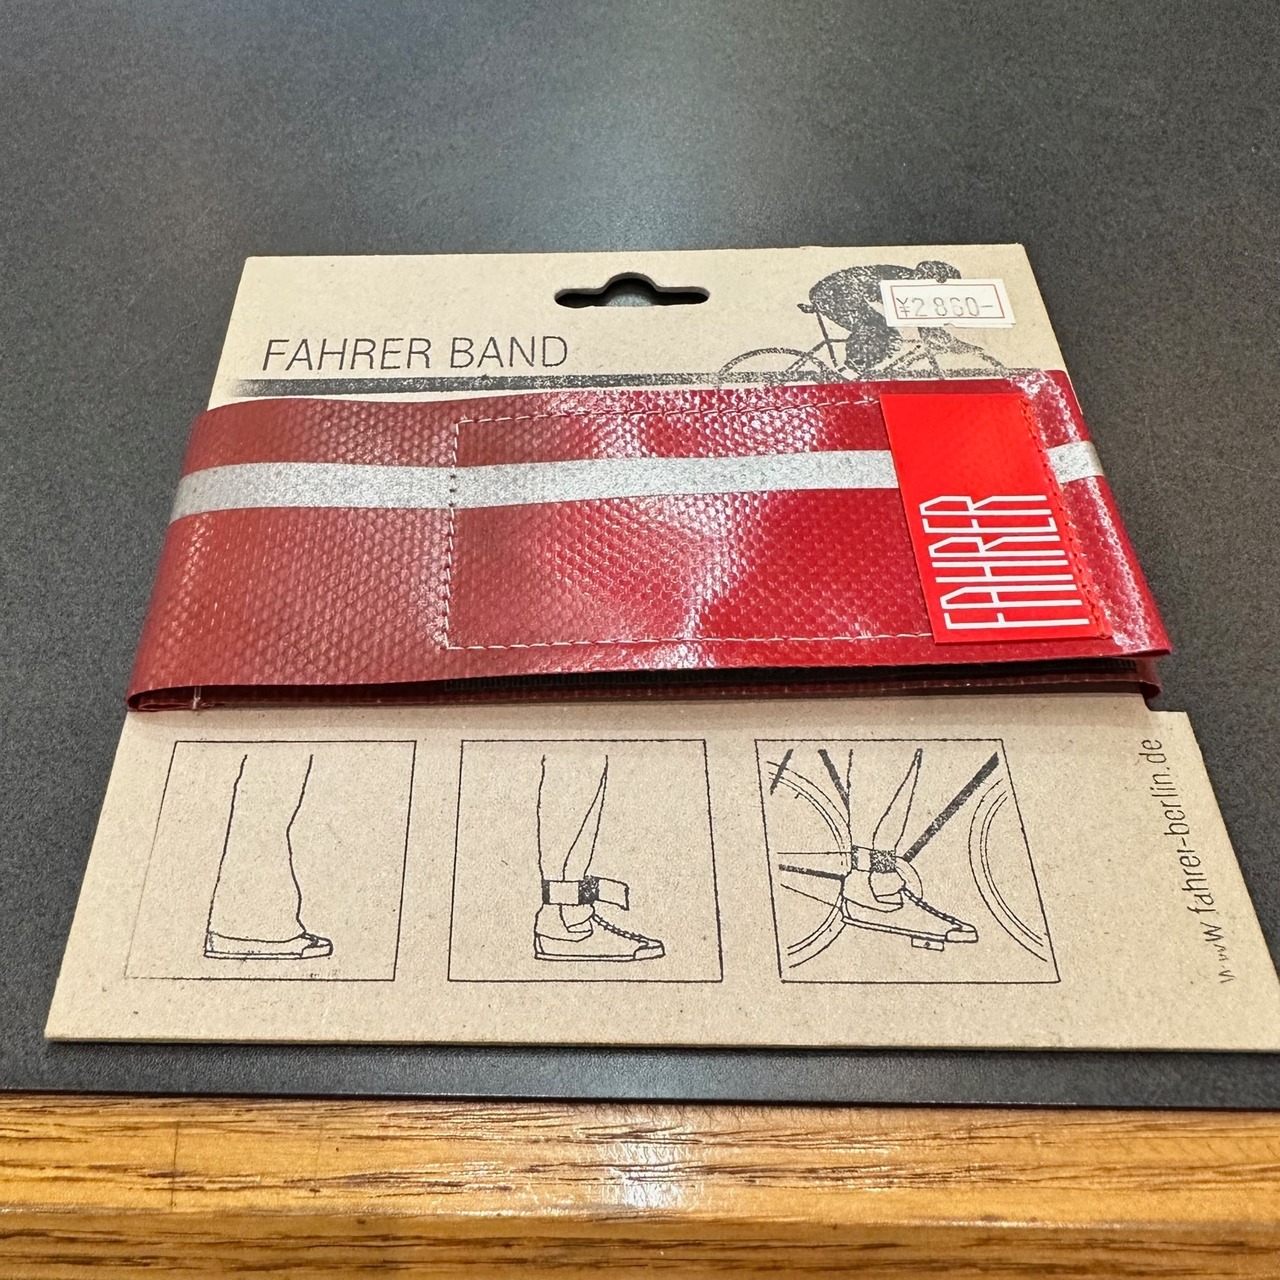 FAHRER BAND
¥2860-
FAHRER
www.fahrer-berlin.de